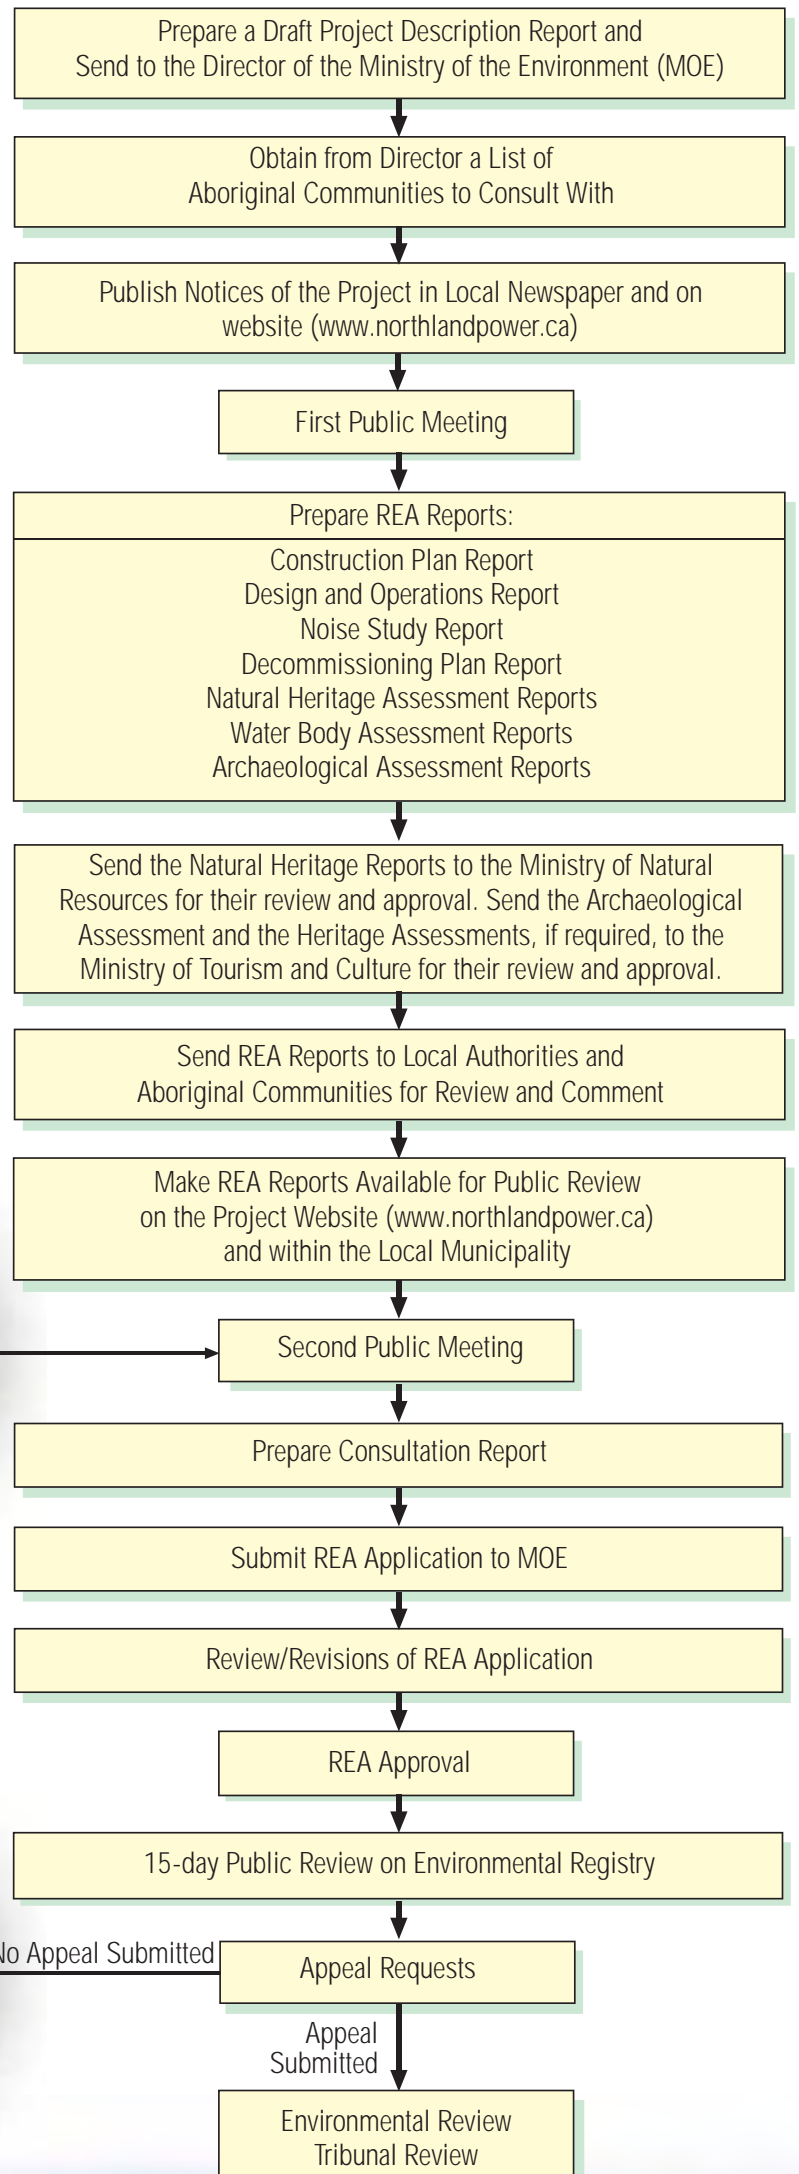 Prepare a Draft Project Description Report and
Send to the Director of the Ministry of the Environment (MOE)
Obtain from Director a List of
Aboriginal Communities to Consult With
Publish Notices of the Project in Local Newspaper and on
website (www.northlandpower.ca)
First Public Meeting
Prepare REA Reports:
Construction Plan Report
Design and Operations Report
Noise Study Report
Decommissioning Plan Report
Natural Heritage Assessment Reports
Water Body Assessment Reports
Archaeological Assessment Reports
Send the Natural Heritage Reports to the Ministry of Natural
Resources for their review and approval. Send the Archaeological
Assessment and the Heritage Assessments, if required, to the
Ministry of Tourism and Culture for their review and approval.
Send REA Reports to Local Authorities and
Aboriginal Communities for Review and Comment
Make REA Reports Available for Public Review
on the Project Website (www.northlandpower.ca)
and within the Local Municipality
Second Public Meeting
Prepare Consultation Report
Submit REA Application to MOE
Review/Revisions of REA Application
REA Approval
15-day Public Review on Environmental Registry
No Appeal Submitted
Appeal Requests
Appeal
Submitted
Environmental Review
Tribunal Review